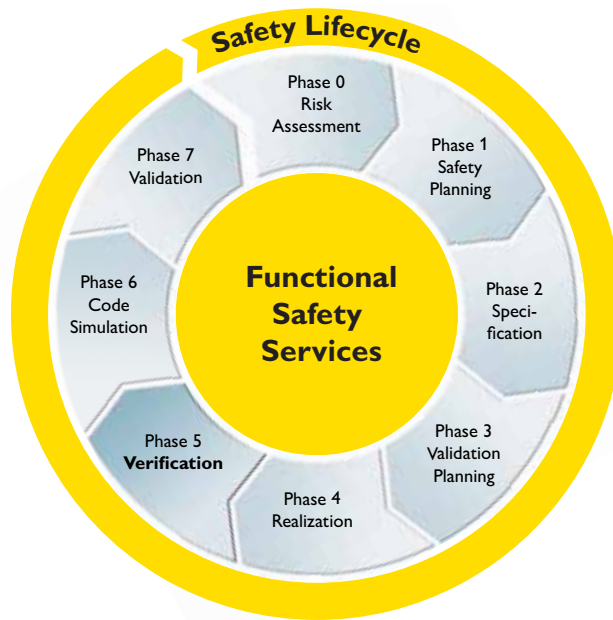 Safety Lifecycle
Phase 0
Risk
Assessment
Phase 1
Safety
Planning
Phase 2
Speci-
fication
Phase 3
Validation
Planning
Phase 4
Realization
Phase 5
Verification
Phase 6
Code
Simulation
Phase 7
Validation
Functional
Safety
Services